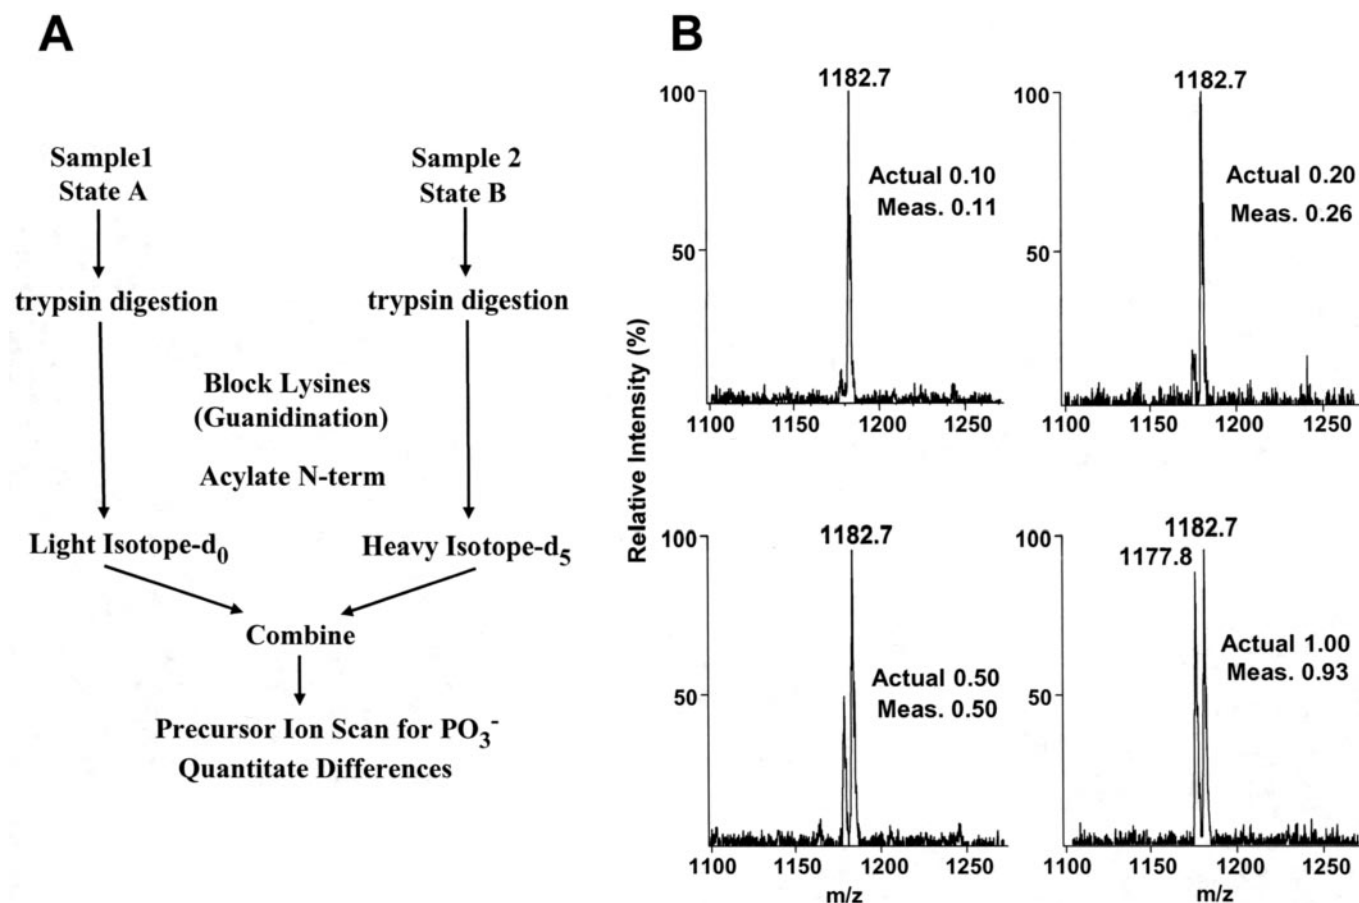 A
Sample1
State A
Sample 2
State B
trypsin digestion
trypsin digestion
Block Lysines
(Guanidination)
Acylate N-term
Light Isotope-d0
Heavy Isotope-d5
Combine
Precursor Ion Scan for PO3-
Quantitate Differences
B
Relative Intensity (%)
1182.7
100
50
Actual 0.10
Meas. 0.11
1100 1150 1200 1250
1182.7
100
50
Actual 0.20
Meas. 0.26
1100 1150 1200 1250
1182.7
100
50
Actual 0.50
Meas. 0.50
1100 1150 1200 1250
m/z
1182.7
1177.8
100
50
Actual 1.00
Meas. 0.93
1100 1150 1200 1250
m/z